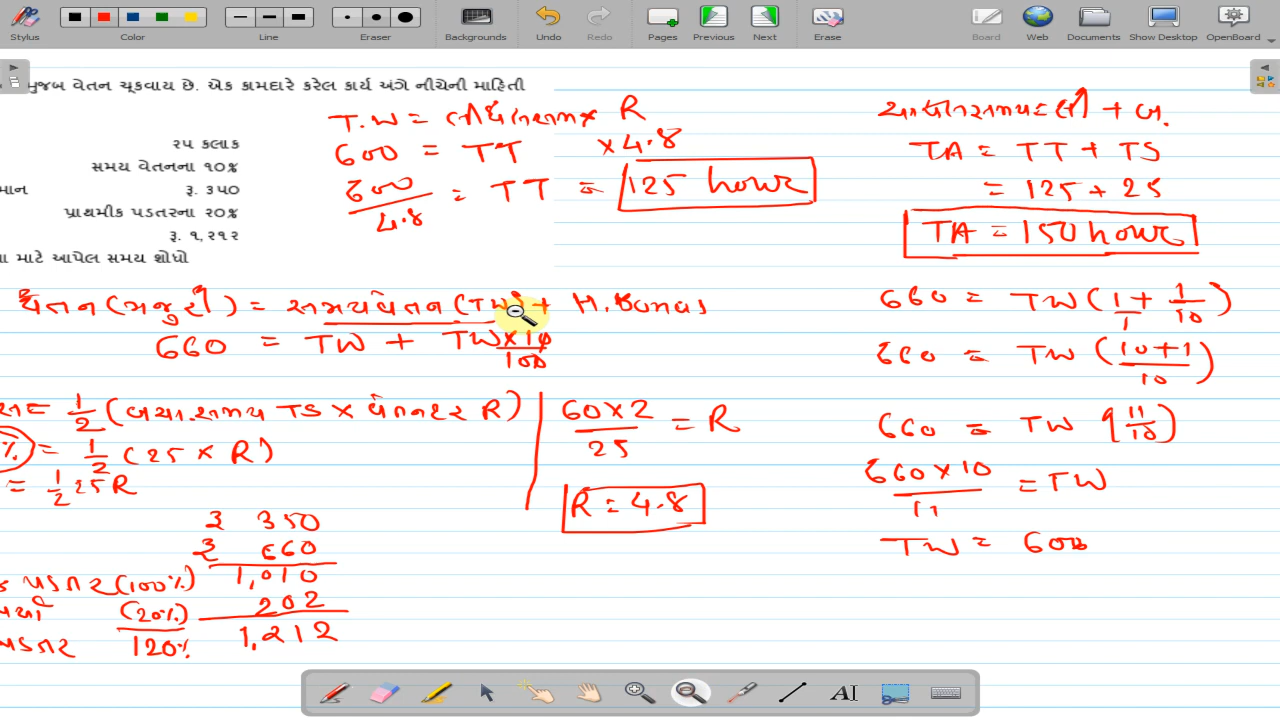 Stylus
Color
Line
Eraser
Backgrounds
Undo
Redo
Pages
Previous
Next
Erase
Board
Web
Documents
Show Desktop
OpenBoard
મુજબ વેતન ચૂકવાય છે. એક કામદારે કરેલ કાર્ય અંગે નીચેની માહિતી
૨૫ કલાક
સમય વેતનના ૧૦%
માન રૂ. ૩૫૦
પ્રાથમીક પડતરના ૨૦%
રૂ. ૧,૨૧૨
ા માટે આપેલ સમય શોધો
T.W = R
600 = TT × 4.8
600/4.8 = TT = 125 hour
TA = TT + TS
= 125 + 25
TA = 150 hour
વેતન (મજુરી) = સમયવેતન (TW) + H. Bonus
660 = TW + TW × 10/100
660 = TW (1/1 + 1/10)
660 = TW (10+1/10)
660 = TW (11/10)
660 × 10/11 = TW
TW = 600
= 1/2 (બચા. સમય TS × વેતનદર R)
% = 1/2 (25 × R)
= 1/2 25R
60 × 2/25 = R
R = 4.8
રૂ 350
રૂ 660
પડતર (100%) 1,010
(20%) 202
પડતર 120% 1,212